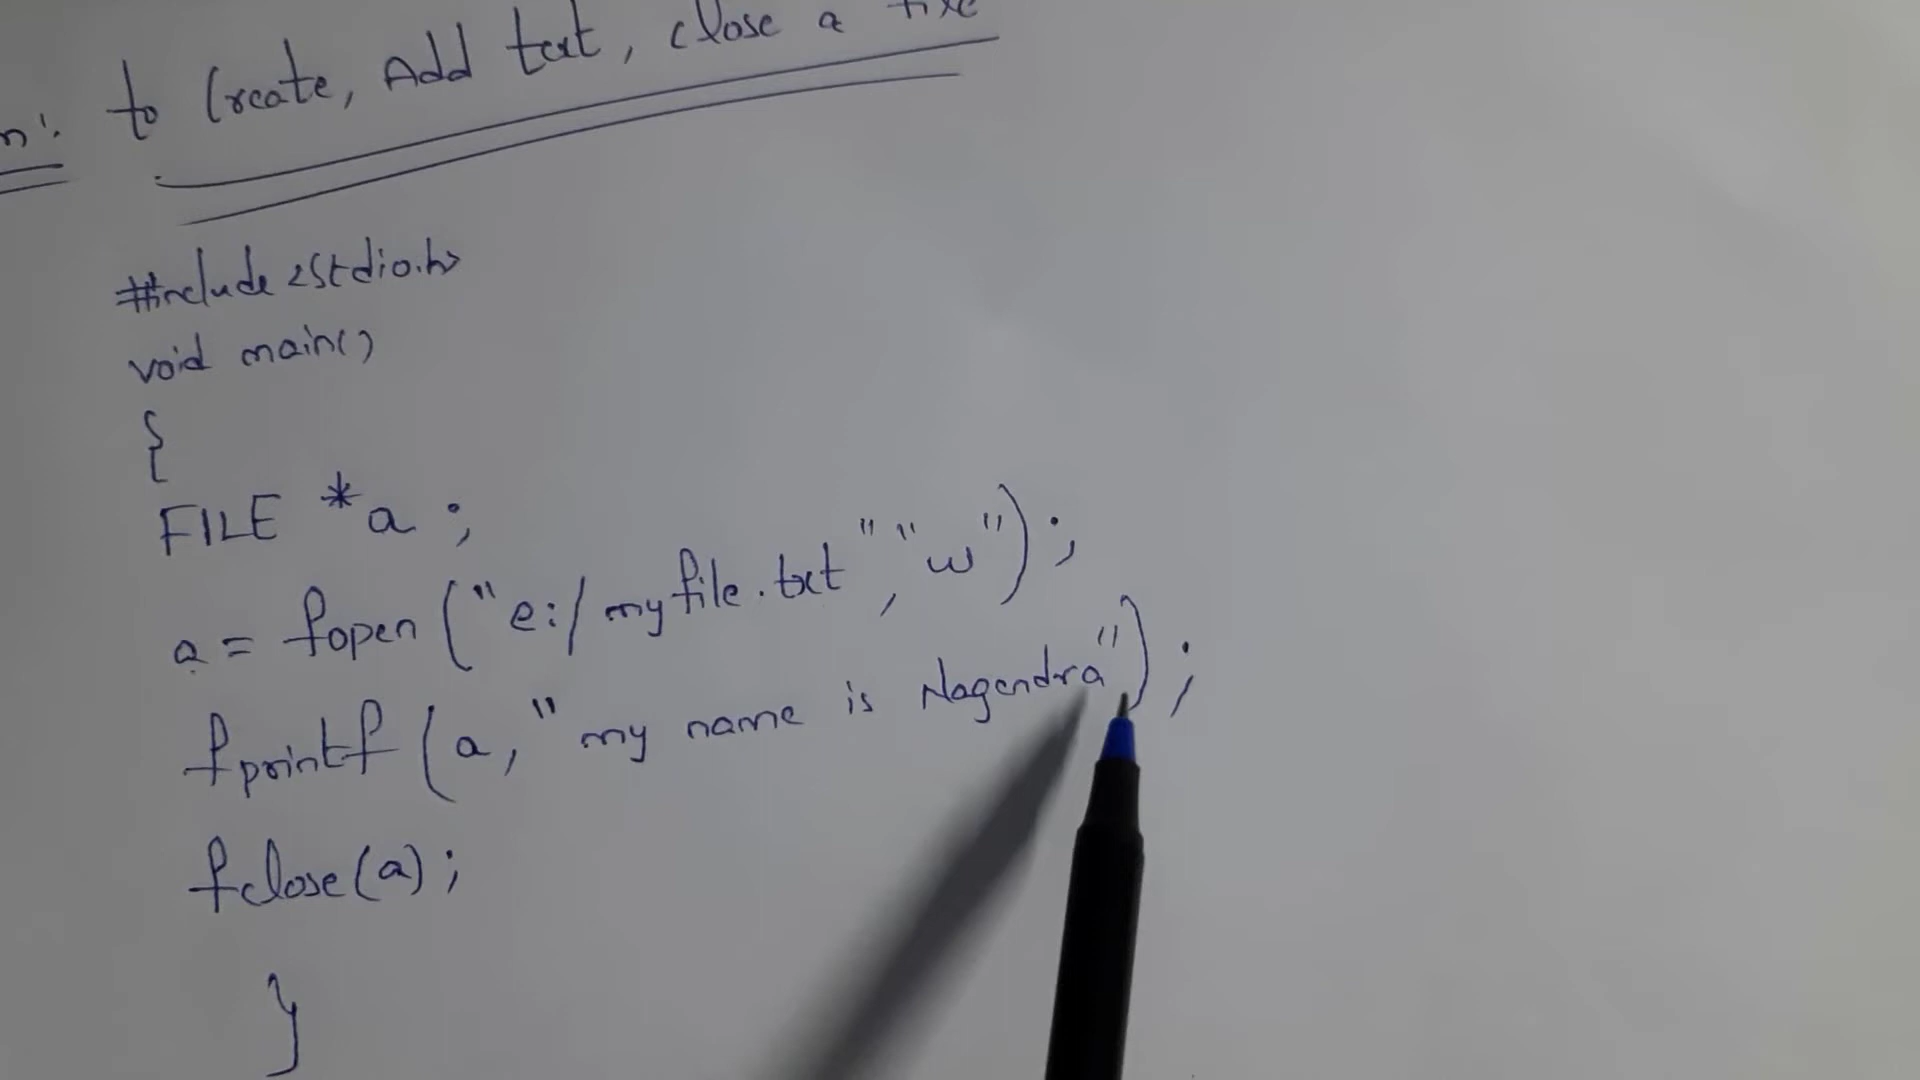 n: to Create, Add text, close a file
#include <stdio.h>
void main()
{
FILE *a ;
a = fopen ("e:/ myfile.txt", "w");
fprintf (a, "my name is Nagendra");
fclose(a);
}